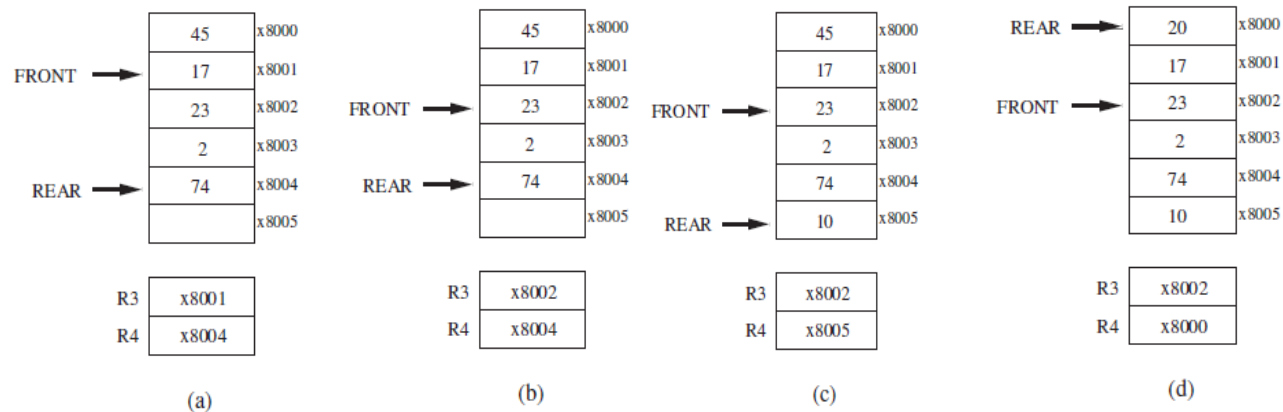 45 x8000
FRONT 17 x8001
23 x8002
2 x8003
REAR 74 x8004
x8005
R3 x8001
R4 x8004
(a)
45 x8000
17 x8001
FRONT 23 x8002
2 x8003
REAR 74 x8004
x8005
R3 x8002
R4 x8004
(b)
45 x8000
17 x8001
FRONT 23 x8002
2 x8003
74 x8004
REAR 10 x8005
R3 x8002
R4 x8005
(c)
REAR 20 x8000
17 x8001
FRONT 23 x8002
2 x8003
74 x8004
10 x8005
R3 x8002
R4 x8000
(d)